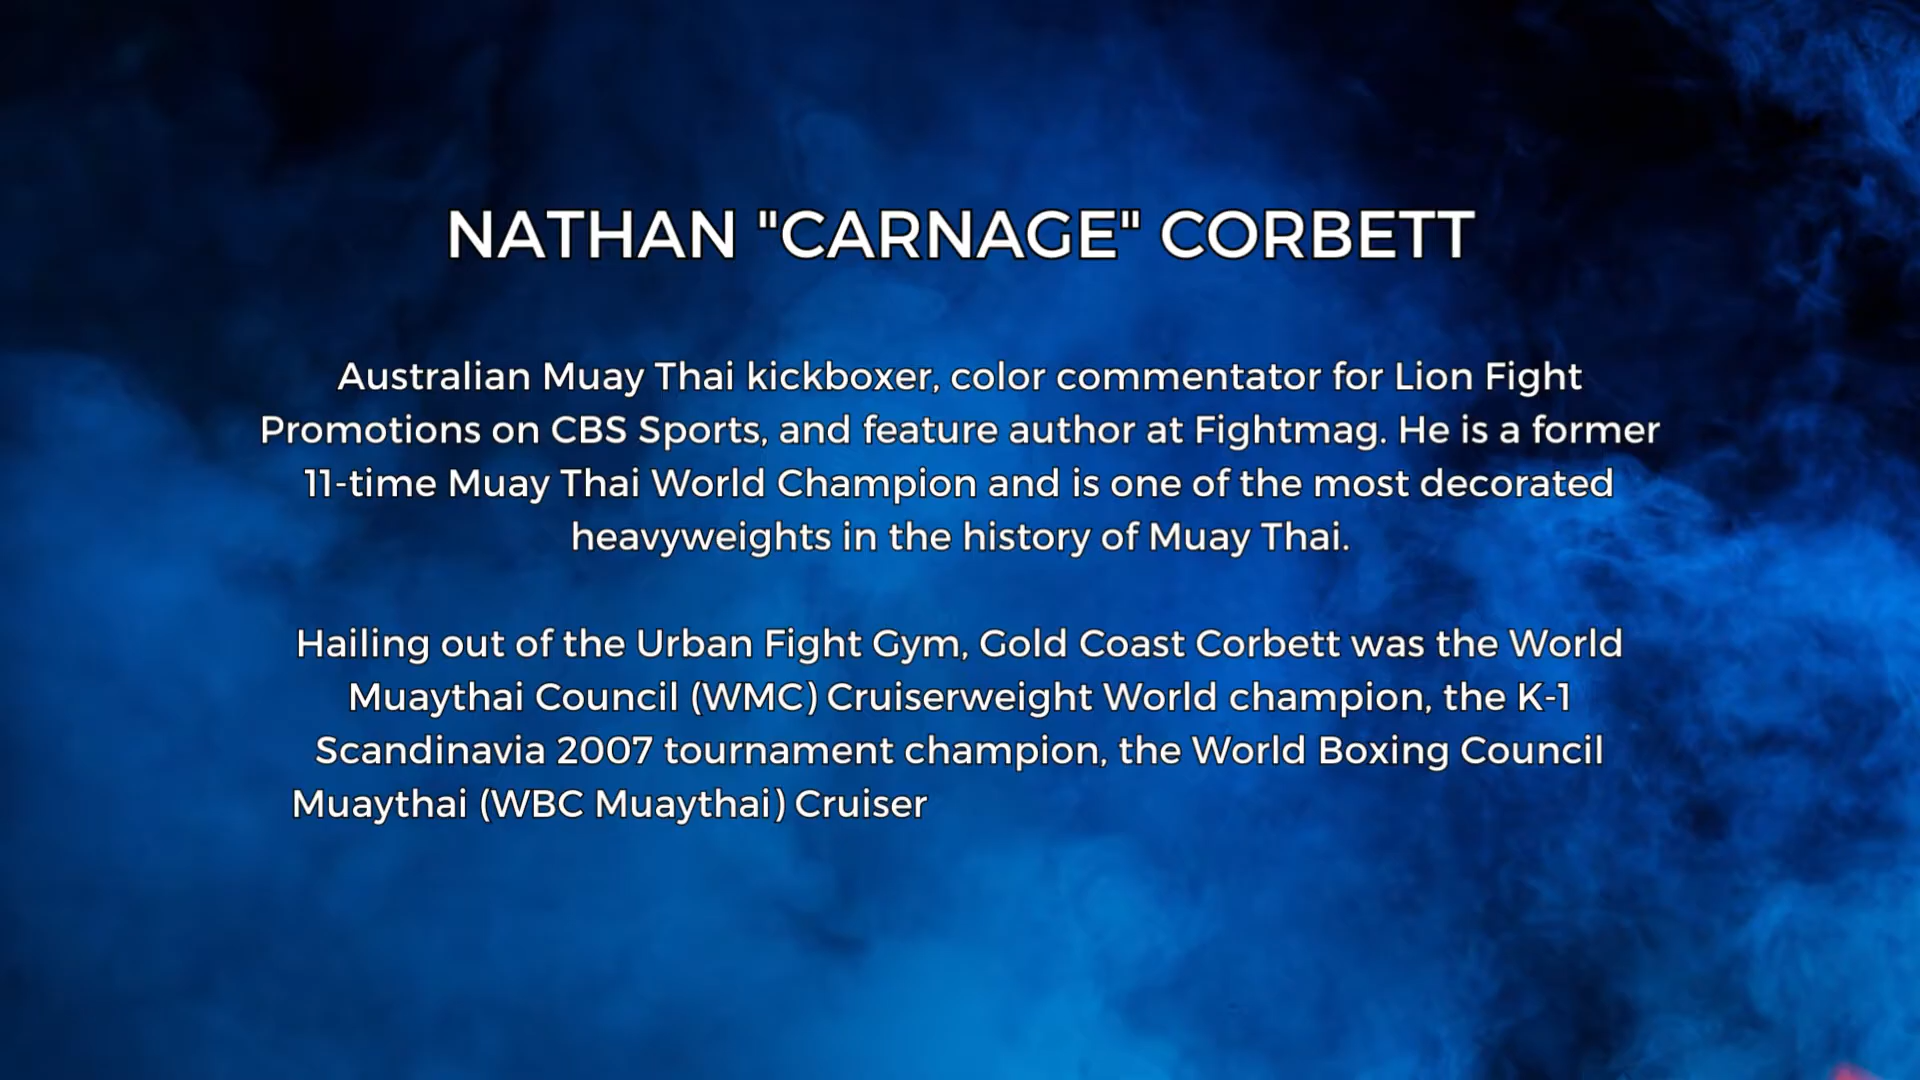 NATHAN "CARNAGE" CORBETT
Australian Muay Thai kickboxer, color commentator for Lion Fight
Promotions on CBS Sports, and feature author at Fightmag. He is a former
11-time Muay Thai World Champion and is one of the most decorated
heavyweights in the history of Muay Thai.
Hailing out of the Urban Fight Gym, Gold Coast Corbett was the World
Muaythai Council (WMC) Cruiserweight World champion, the K-1
Scandinavia 2007 tournament champion, the World Boxing Council
Muaythai (WBC Muaythai) Cruiser